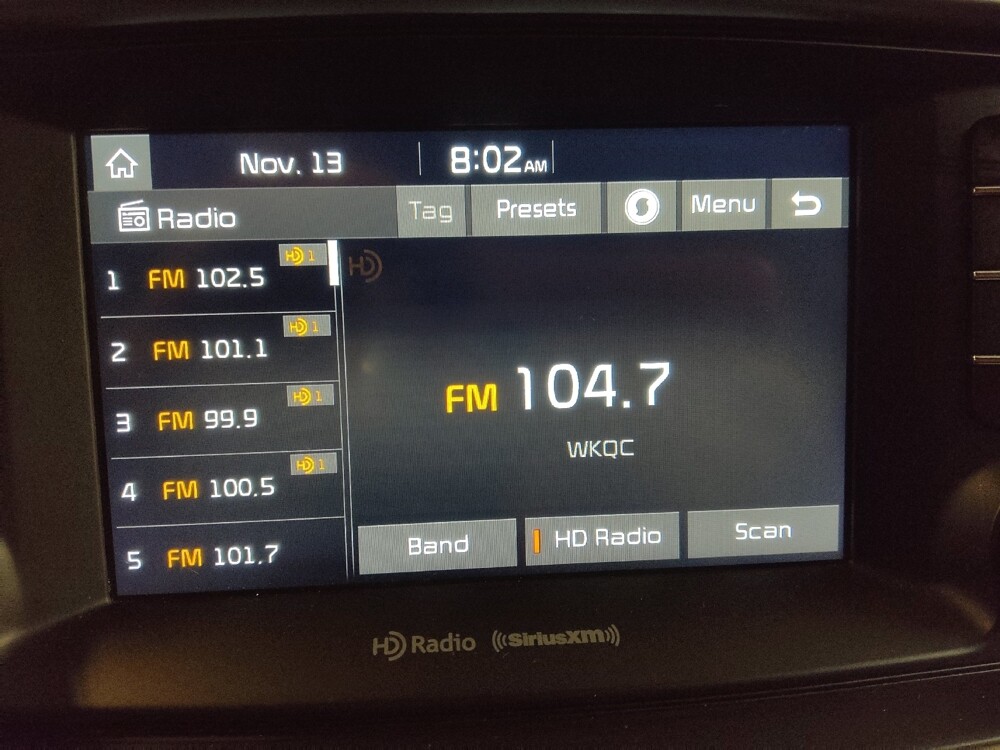 Nov. 13 8:02 AM
Radio Tag Presets Menu
1 FM 102.5 HD 1
2 FM 101.1 HD 1
3 FM 99.9 HD 1
4 FM 100.5 HD 1
5 FM 101.7
HD
FM 104.7
WKQC
Band HD Radio Scan
HD Radio ((SiriusXM))